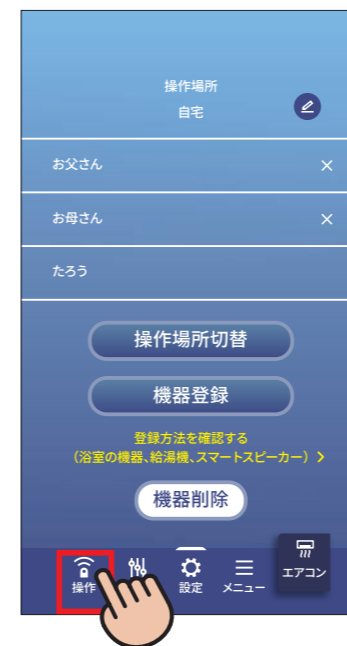 操作場所
自宅
お父さん
お母さん
たろう
操作場所切替
機器登録
登録方法を確認する
（浴室の機器、給湯機、スマートスピーカー）
機器削除
操作 設定 メニュー エアコン